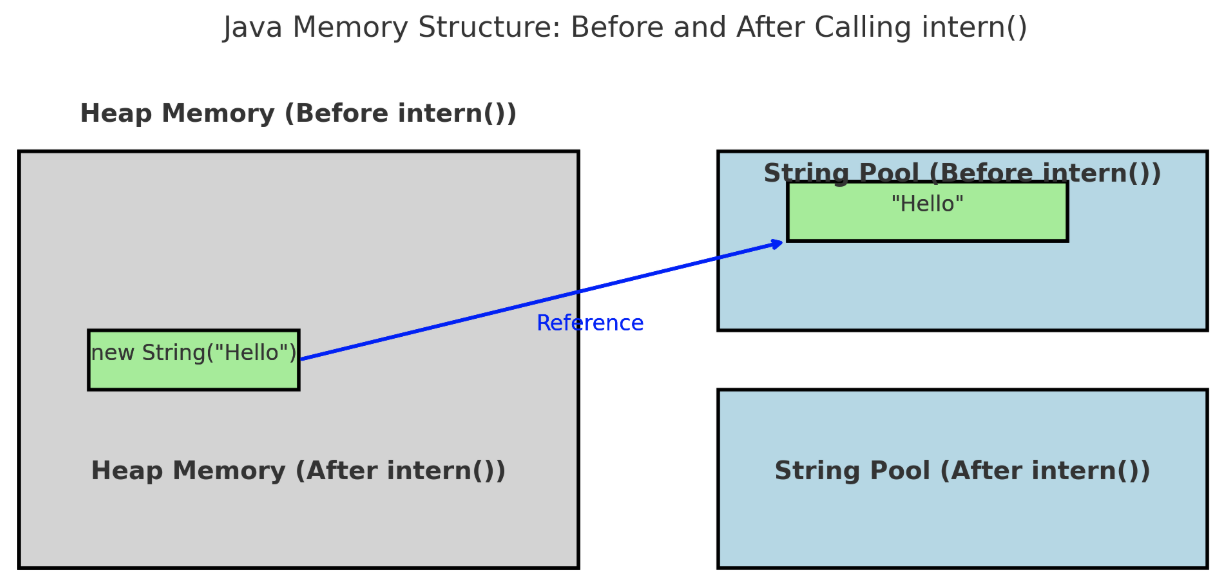 Java Memory Structure: Before and After Calling intern()
Heap Memory (Before intern())
String Pool (Before intern())
"Hello"
Reference
new String("Hello")
Heap Memory (After intern())
String Pool (After intern())